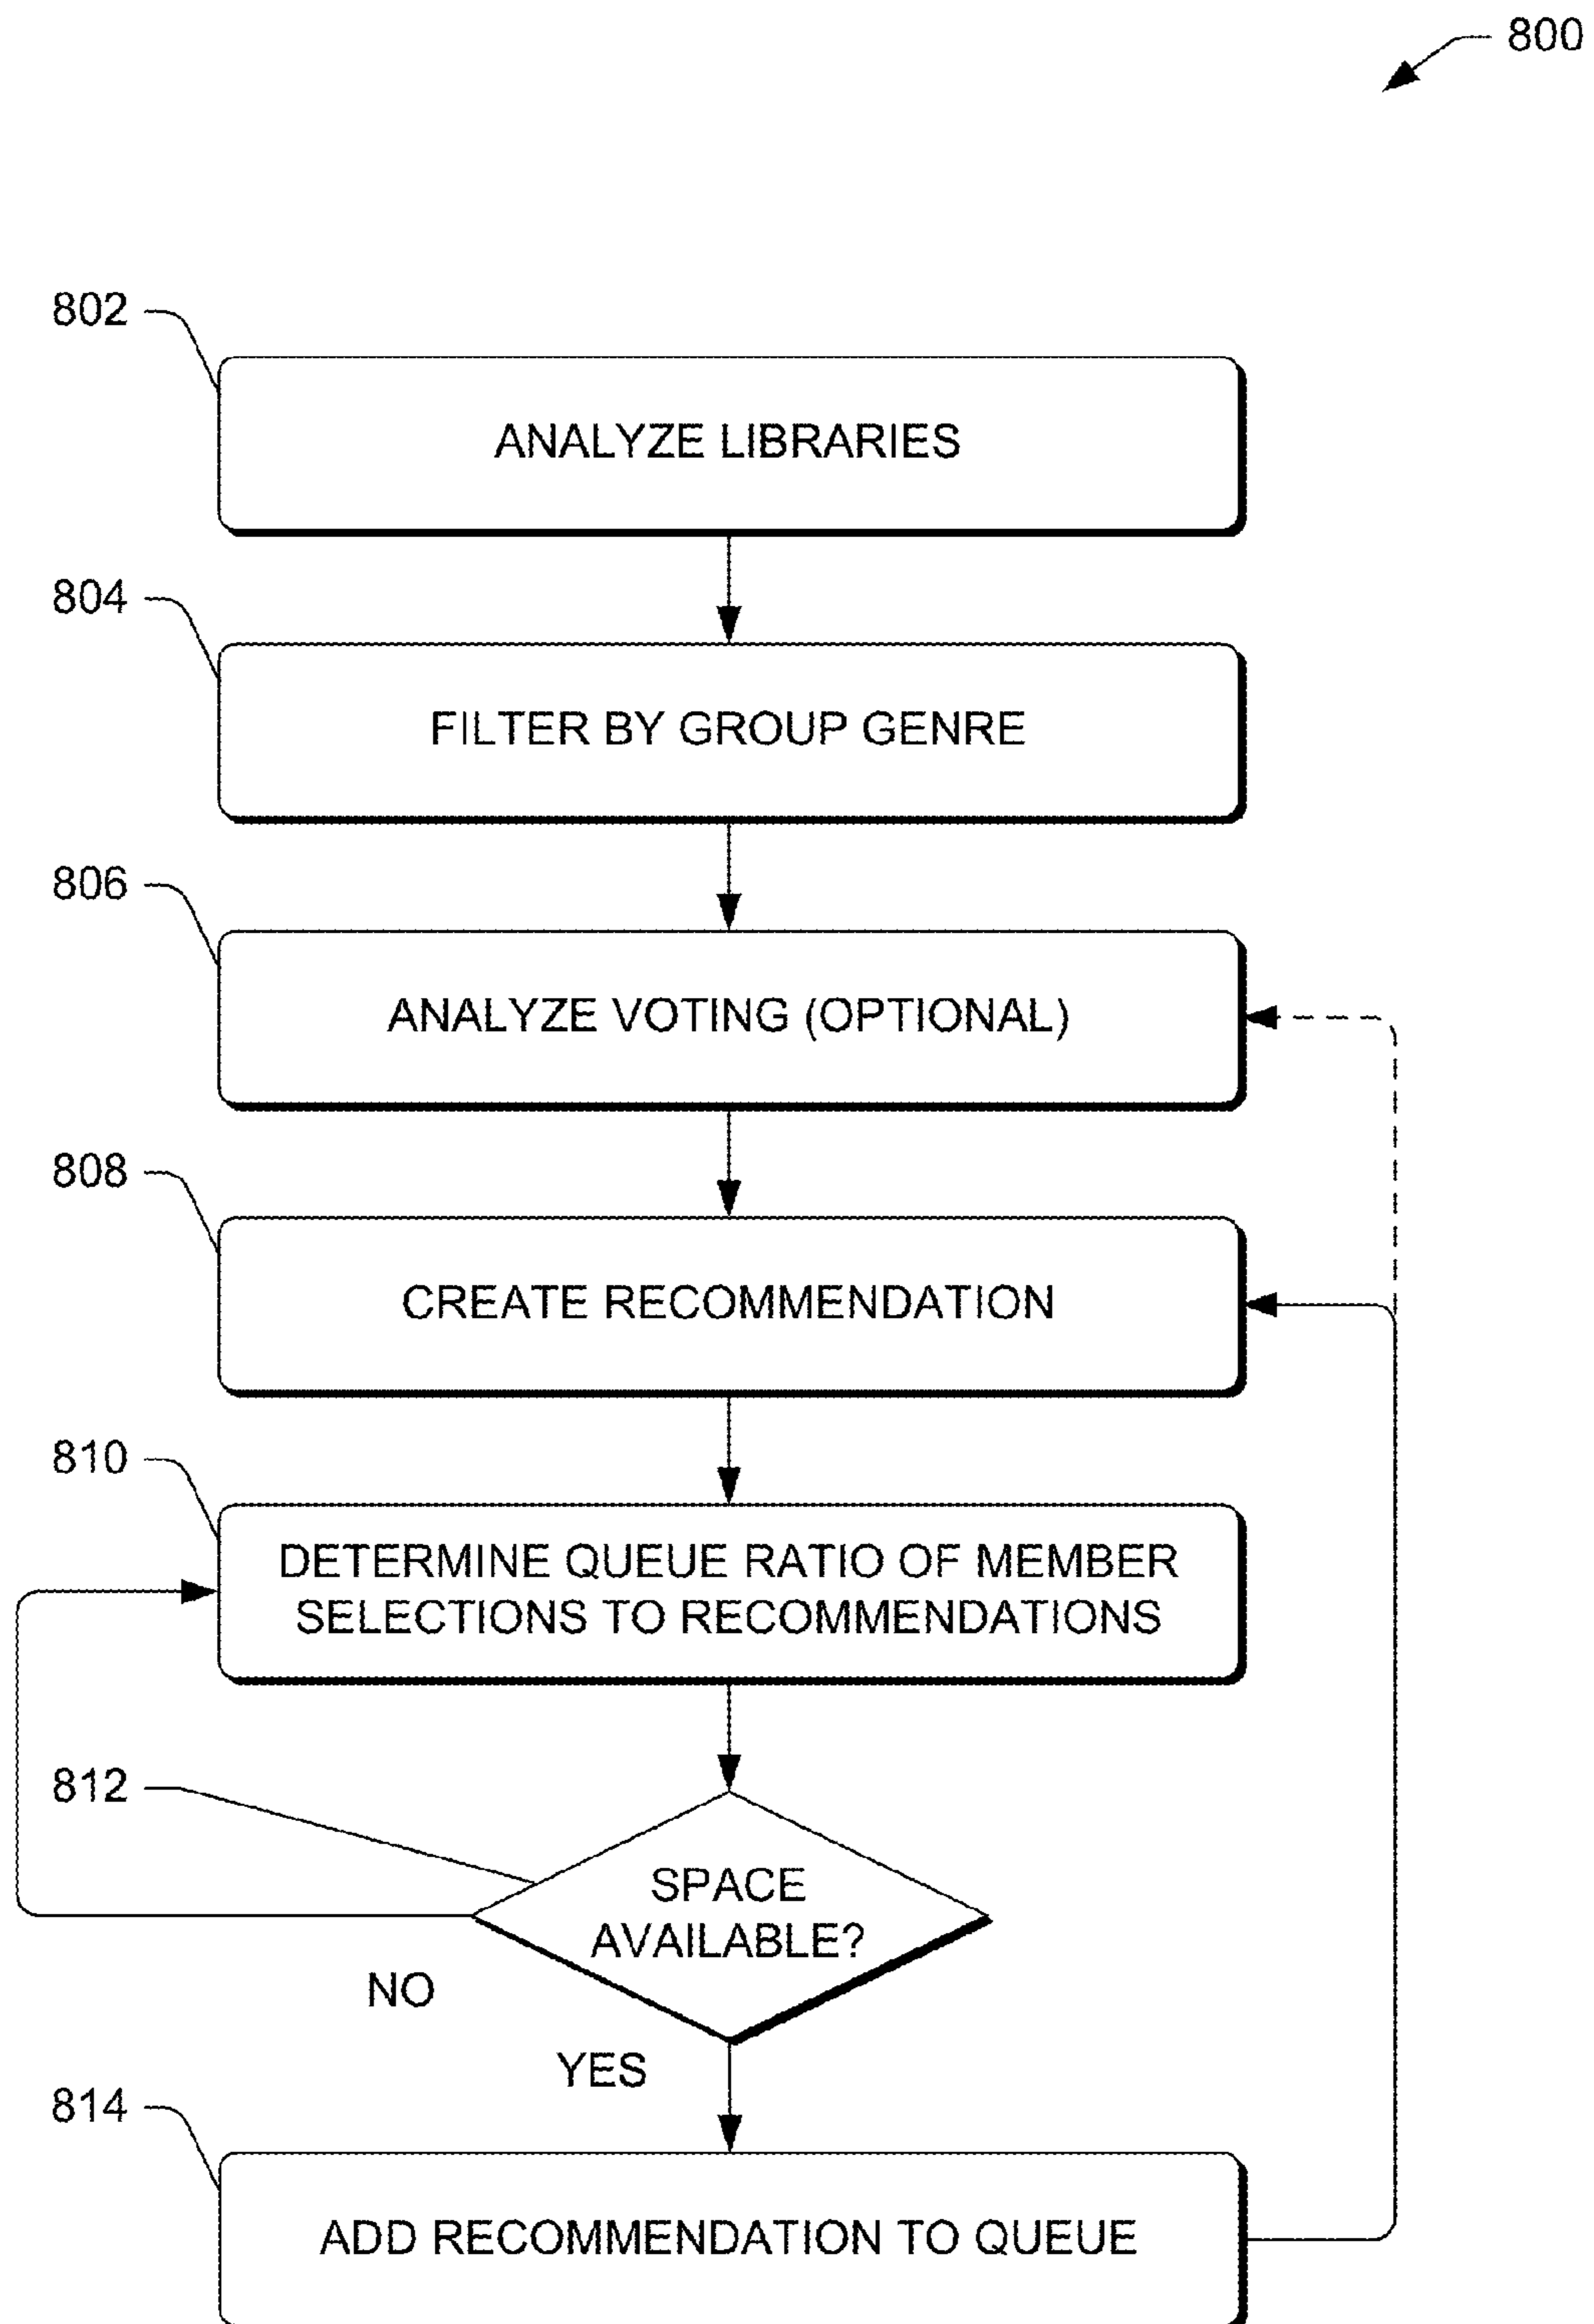 800
802
ANALYZE LIBRARIES
804
FILTER BY GROUP GENRE
806
ANALYZE VOTING (OPTIONAL)
808
CREATE RECOMMENDATION
810
DETERMINE QUEUE RATIO OF MEMBER
SELECTIONS TO RECOMMENDATIONS
812
SPACE
AVAILABLE?
NO
YES
814
ADD RECOMMENDATION TO QUEUE